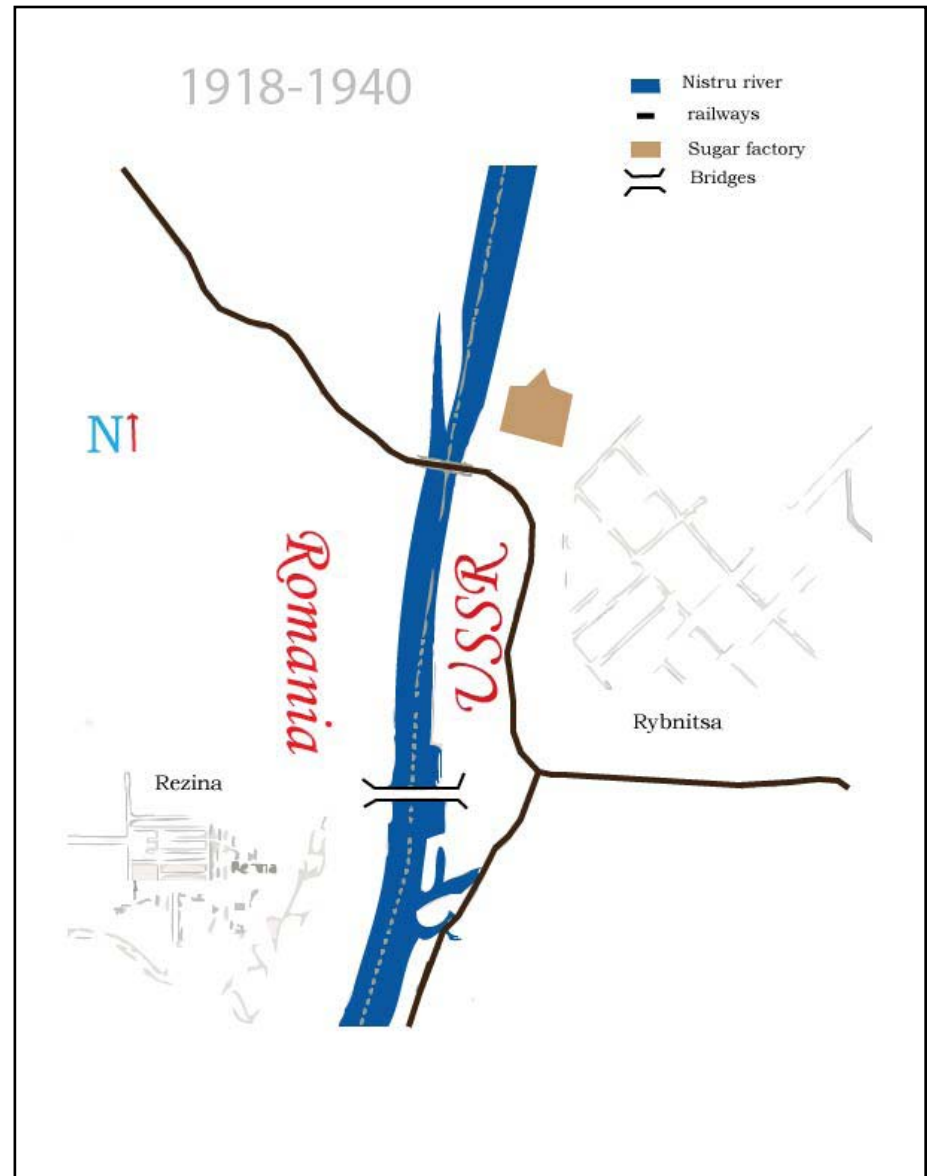 1918-1940
Nistru river
railways
Sugar factory
Bridges
N
Romania
USSR
Rybnitsa
Rezina